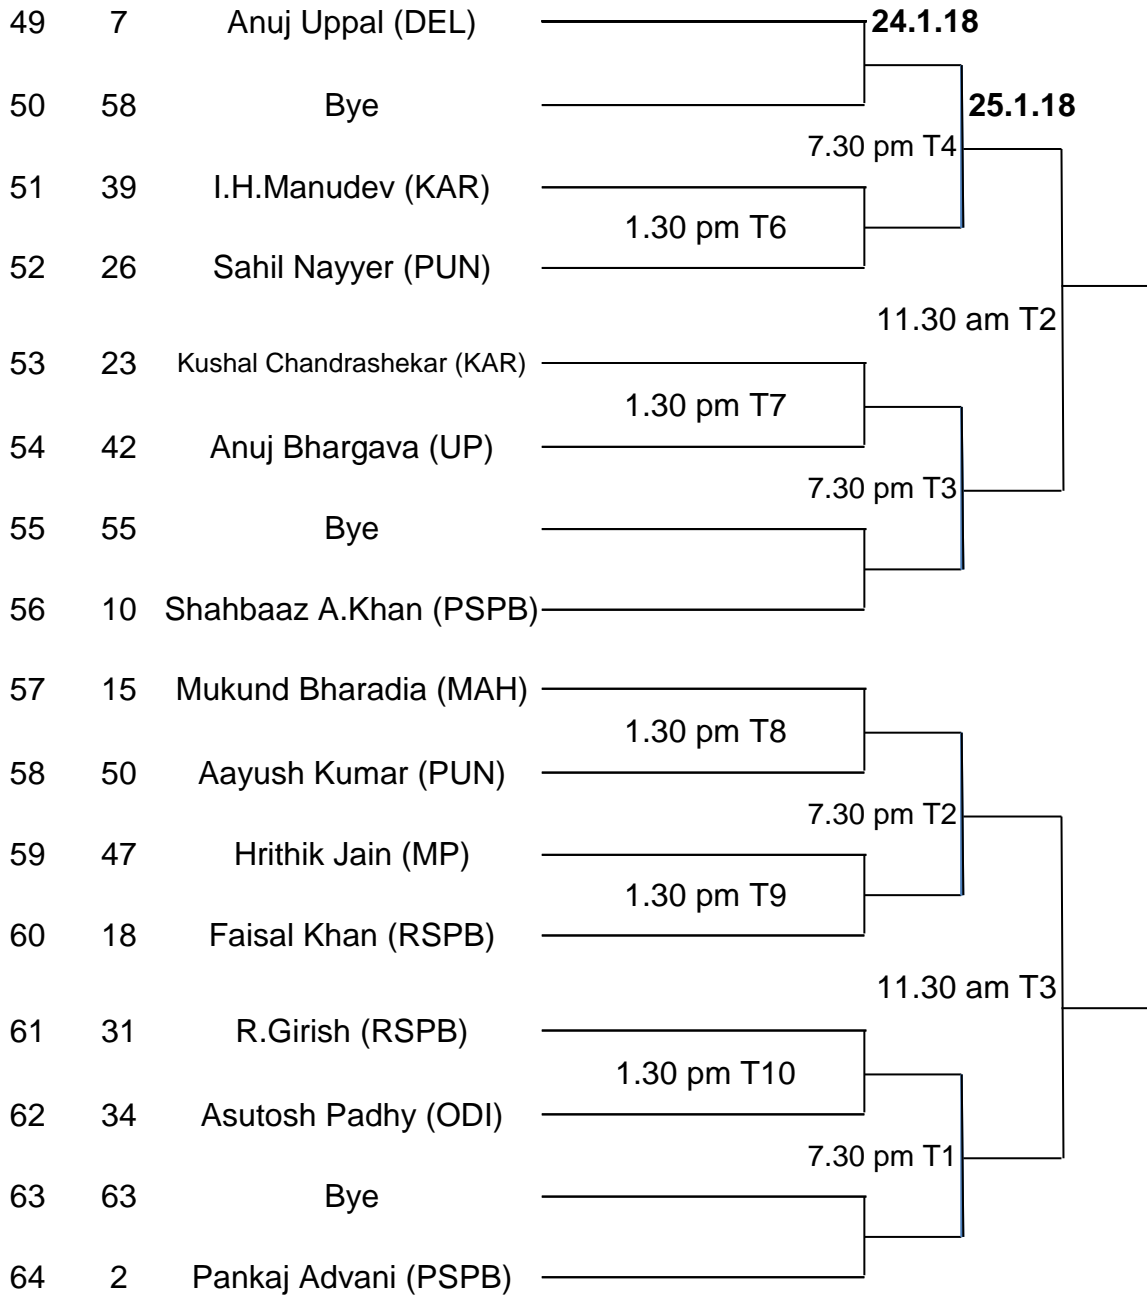 49 7 Anuj Uppal (DEL) 24.1.18
50 58 Bye 25.1.18
7.30 pm T4
51 39 I.H.Manudev (KAR)
1.30 pm T6
52 26 Sahil Nayyer (PUN)
11.30 am T2
53 23 Kushal Chandrashekar (KAR)
1.30 pm T7
54 42 Anuj Bhargava (UP)
7.30 pm T3
55 55 Bye
56 10 Shahbaaz A.Khan (PSPB)
57 15 Mukund Bharadia (MAH)
1.30 pm T8
58 50 Aayush Kumar (PUN)
7.30 pm T2
59 47 Hrithik Jain (MP)
1.30 pm T9
60 18 Faisal Khan (RSPB)
11.30 am T3
61 31 R.Girish (RSPB)
1.30 pm T10
62 34 Asutosh Padhy (ODI)
7.30 pm T1
63 63 Bye
64 2 Pankaj Advani (PSPB)